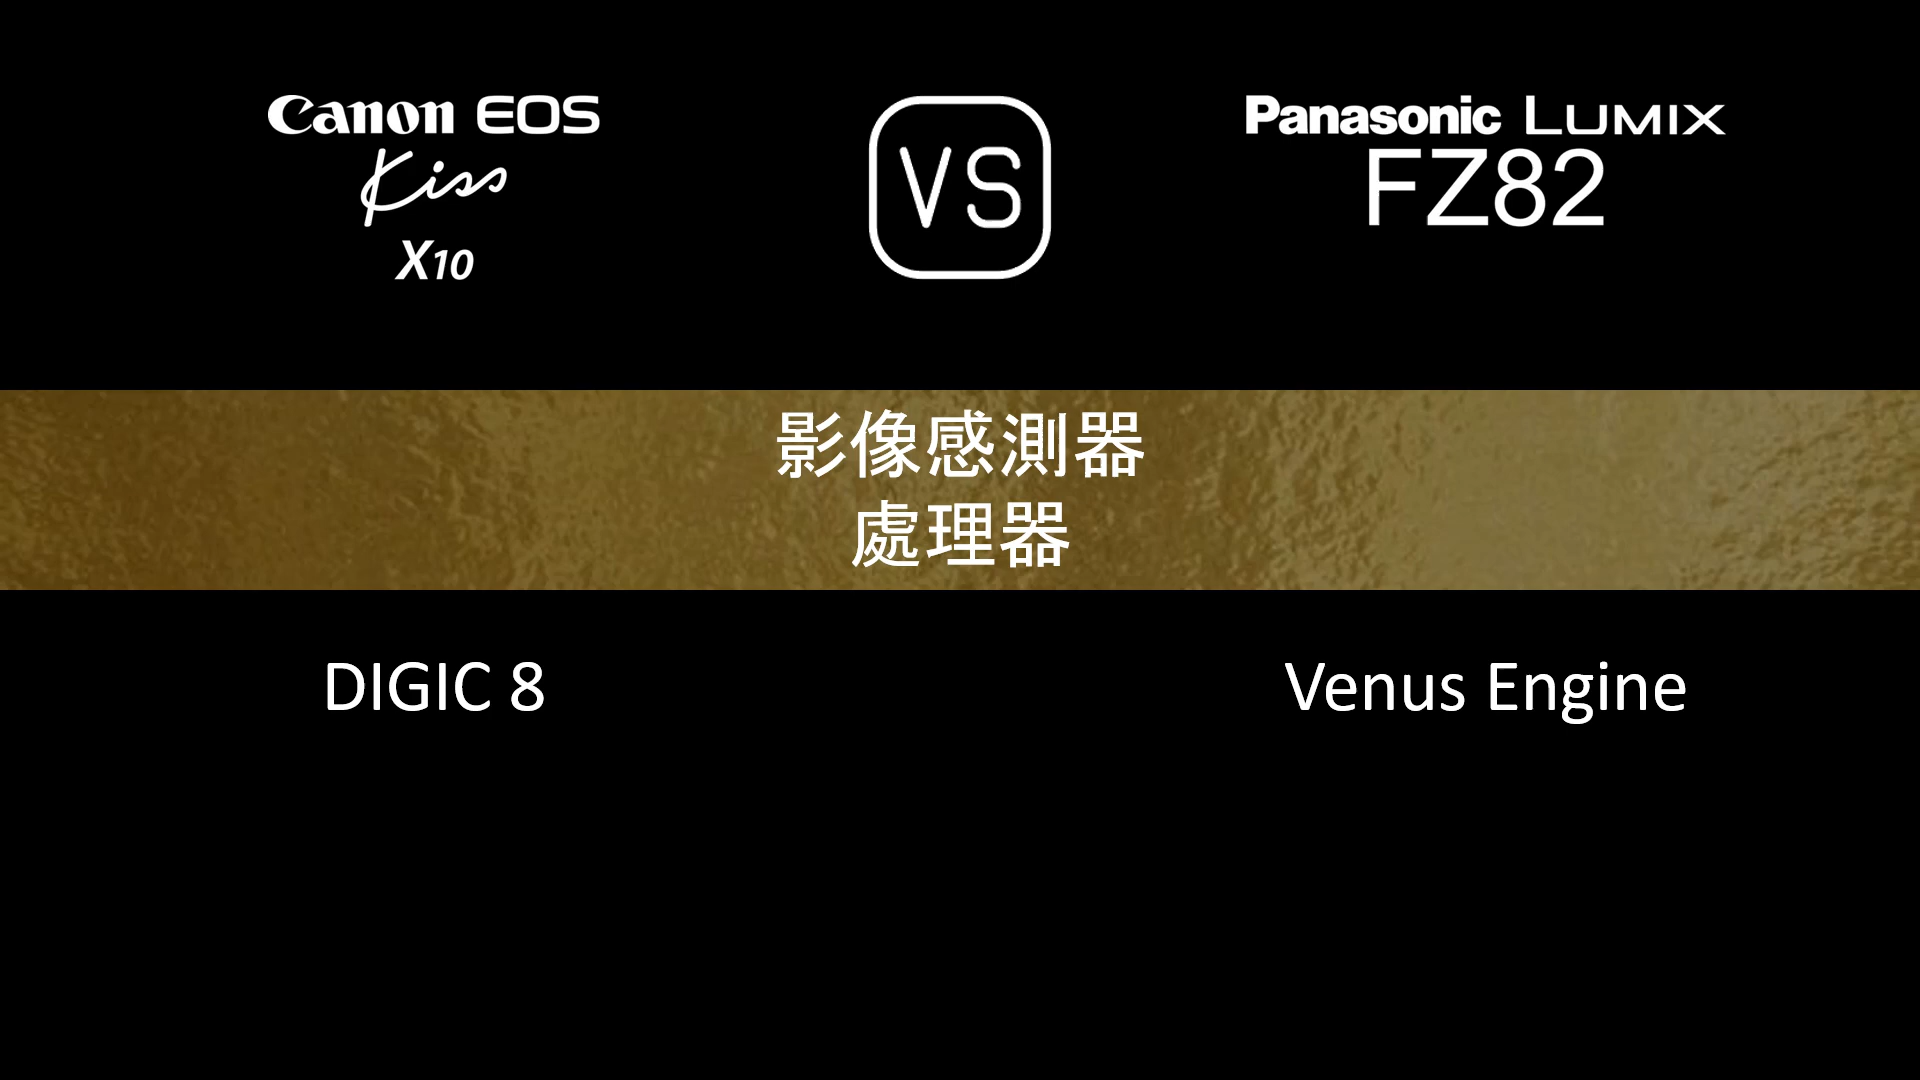 Canon EOS
Kiss
X10
VS
Panasonic LUMIX
FZ82
影像感測器
處理器
DIGIC 8
Venus Engine